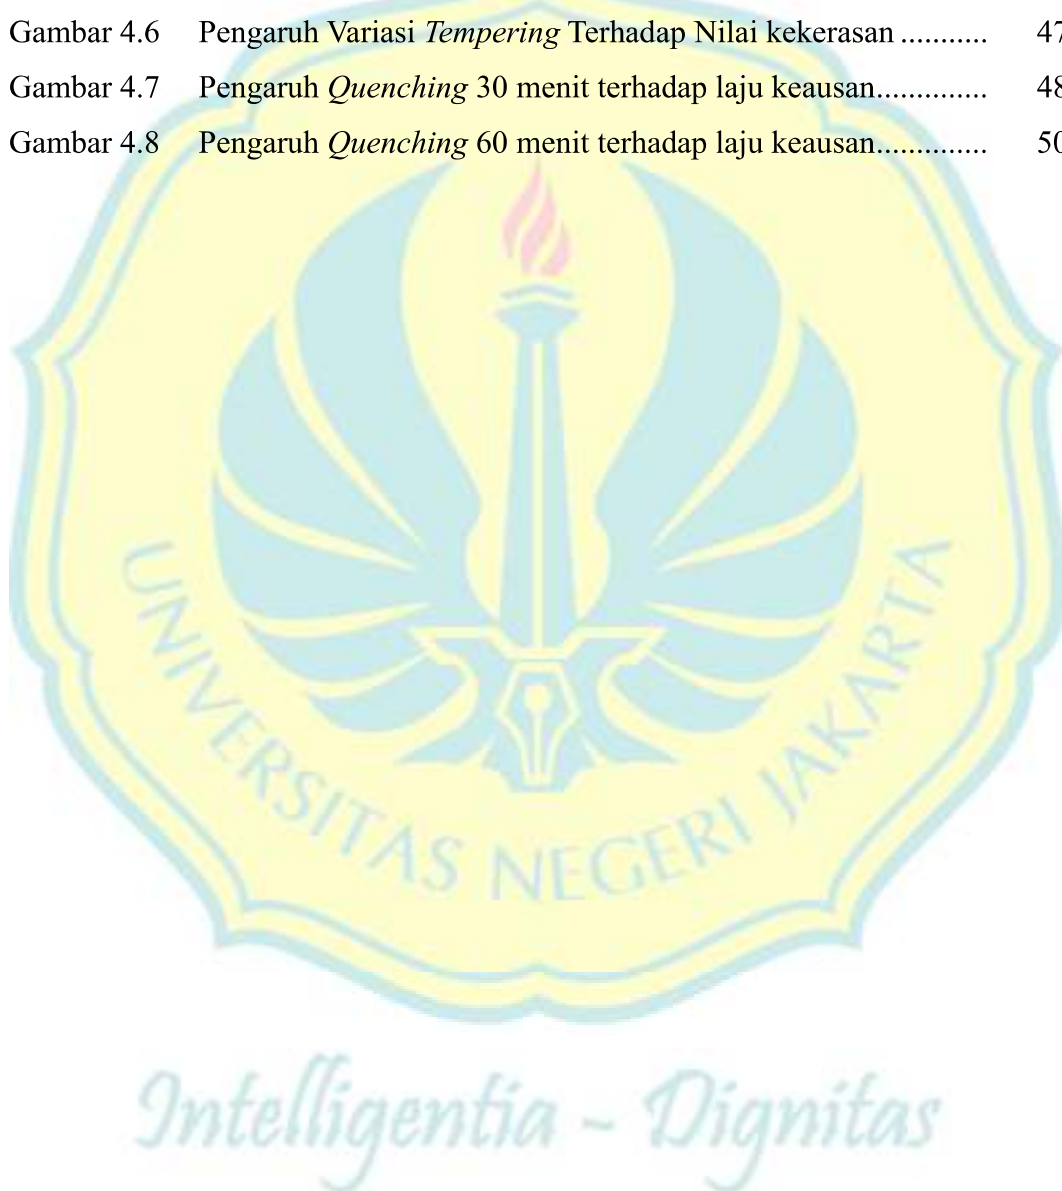 Gambar 4.6 Pengaruh Variasi Tempering Terhadap Nilai kekerasan ........... 47
Gambar 4.7 Pengaruh Quenching 30 menit terhadap laju keausan.............. 48
Gambar 4.8 Pengaruh Quenching 60 menit terhadap laju keausan.............. 50
UNIVERSITAS NEGERI JAKARTA
Intelligentia - Dignitas